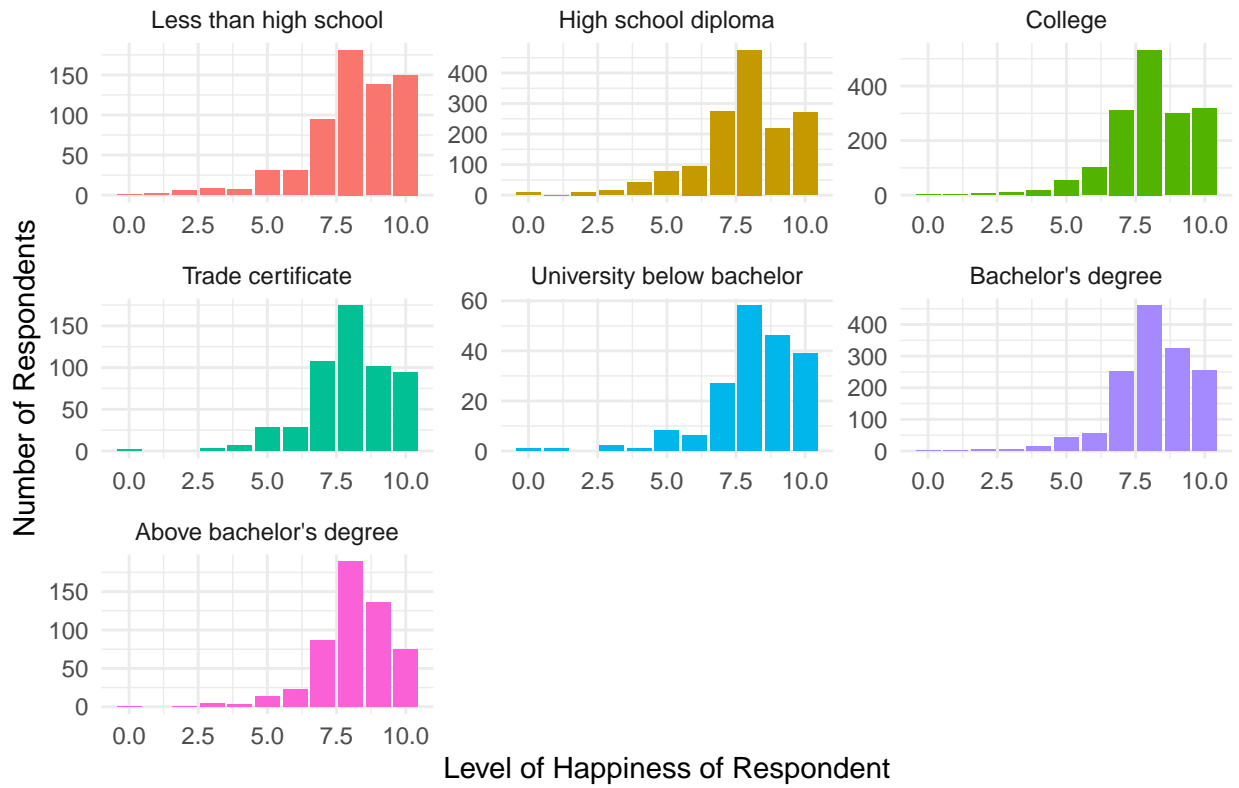 Less than high school
High school diploma
College
150
100
50
0
400
300
200
100
0
400
200
0
0.0 2.5 5.0 7.5 10.0
0.0 2.5 5.0 7.5 10.0
0.0 2.5 5.0 7.5 10.0
Trade certificate
University below bachelor
Bachelor's degree
150
100
50
0
60
40
20
0
400
300
200
100
0
0.0 2.5 5.0 7.5 10.0
0.0 2.5 5.0 7.5 10.0
0.0 2.5 5.0 7.5 10.0
Above bachelor's degree
150
100
50
0
0.0 2.5 5.0 7.5 10.0
Number of Respondents
Level of Happiness of Respondent